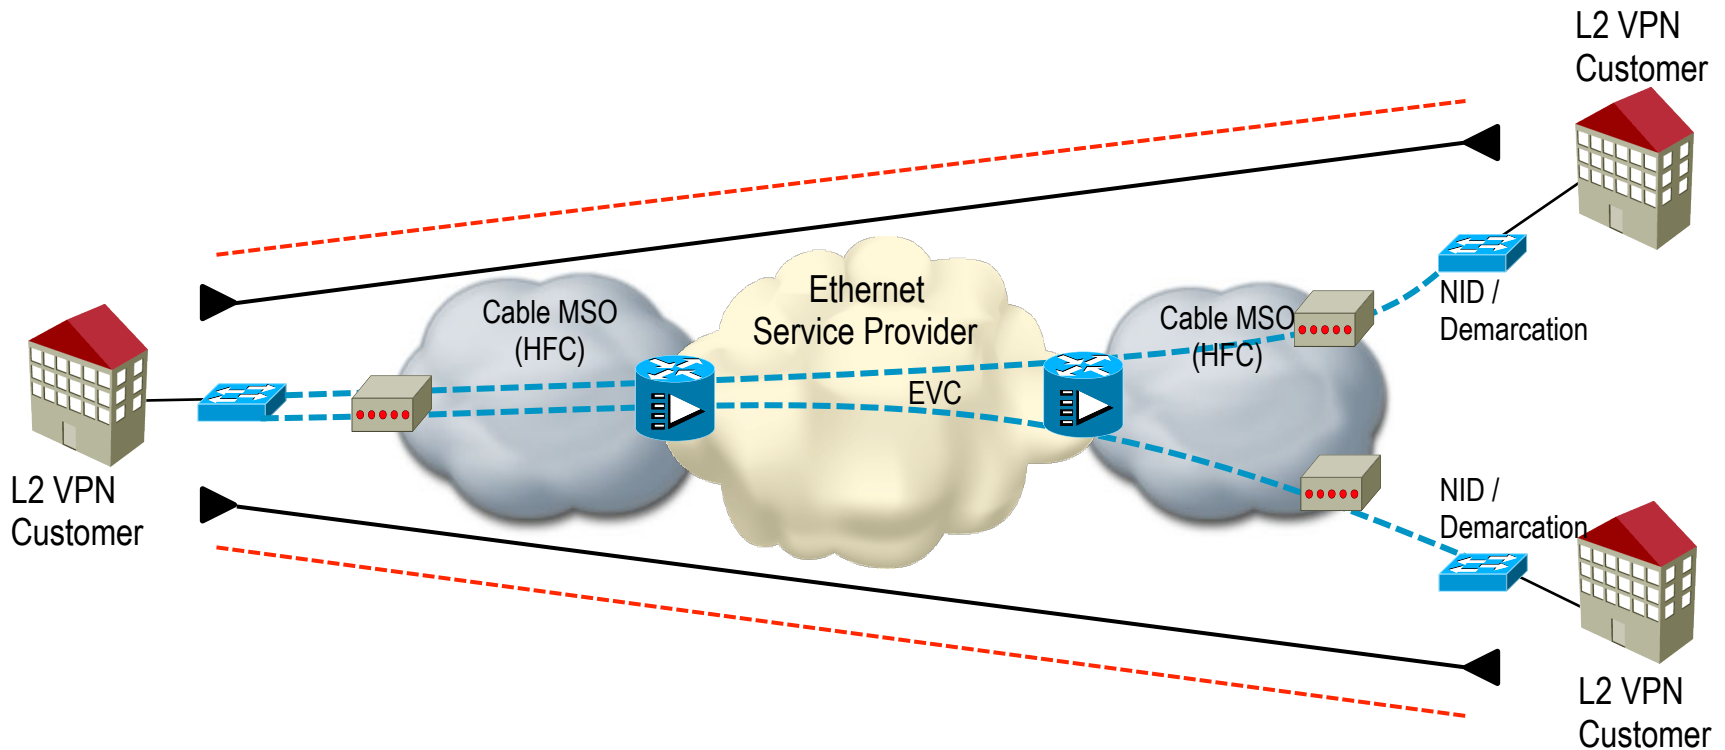 L2 VPN
Customer
Cable MSO
(HFC)
Ethernet
Service Provider
EVC
Cable MSO
(HFC)
NID /
Demarcation
L2 VPN
Customer
NID /
Demarcation
L2 VPN
Customer